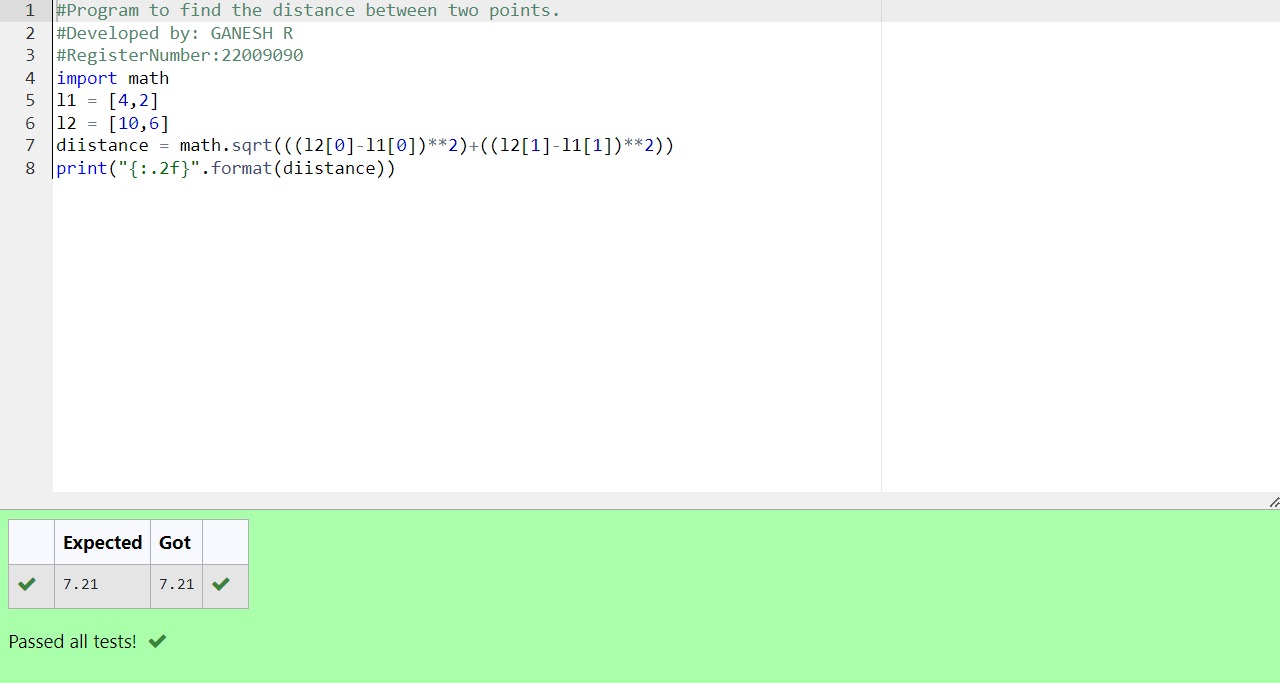 1 #Program to find the distance between two points.
2 #Developed by: GANESH R
3 #RegisterNumber:22009090
4 import math
5 l1 = [4,2]
6 l2 = [10,6]
7 diistance = math.sqrt(((l2[0]-l1[0])**2)+((l2[1]-l1[1])**2))
8 print("{:.2f}".format(diistance))
Expected Got
7.21 7.21
Passed all tests!